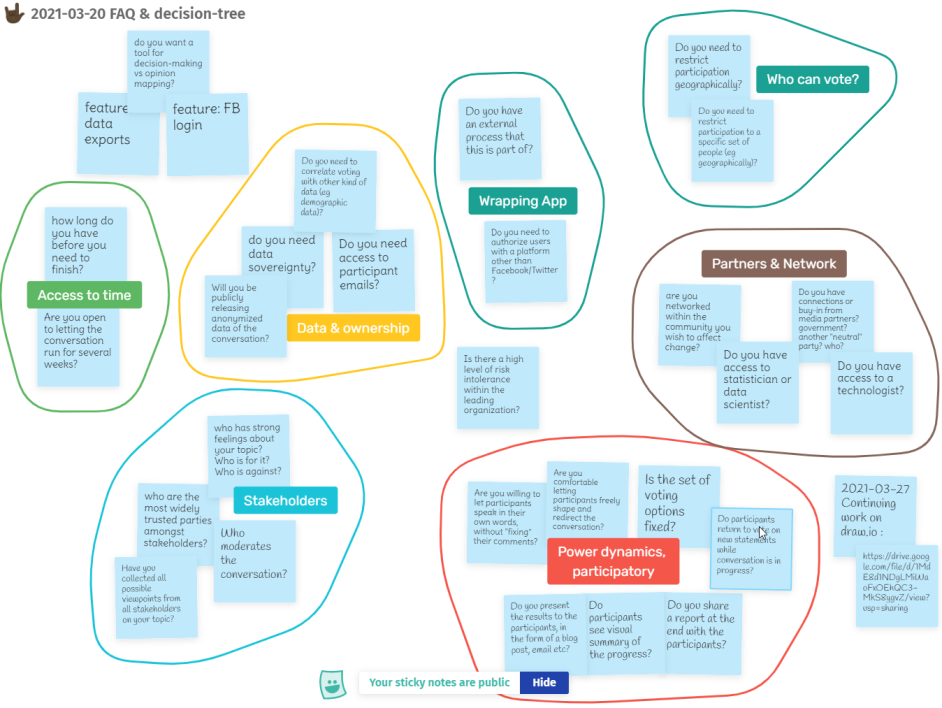 2021-03-20 FAQ & decision-tree
do you want a
tool for
decision-making
vs opinion
mapping?
feature
data
exports
feature: FB
login
Do you need to
correlate voting
with other kind of
data (eg
demographic
data)?
do you need
data
sovereignty?
Do you need
access to
participant
emails?
Will you be
publicly
releasing
anonymized
data of the
conversation?
Data & ownership
Do you have
an external
process that
this is part of?
Wrapping App
Do you need to
authorize users
with a platform
other than
Facebook/Twitter
?
Do you need to
restrict
participation
geographically?
Who can vote?
Do you need to
restrict
participation to a
specific set of
people (eg
geographically)?
how long do
you have
before you
need to
finish?
Access to time
Are you open
to letting the
conversation
run for several
weeks?
Partners & Network
are you
networked
within the
community you
wish to affect
change?
Do you have
connections or
buy-in from
media partners?
government?
another "neutral"
party? who?
Do you have
access to
statistician or
data
scientist?
Do you have
access to a
technologist?
Is there a high
level of risk
intolerance
within the
leading
organization?
who has strong
feelings about
your topic?
Who is for it?
Who is against?
Stakeholders
who are the
most widely
trusted parties
amongst
stakeholders?
Who
moderates
the
conversation?
Have you
collected all
possible
viewpoints from
all stakeholders
on your topic?
Are you willing to
let participants
speak in their
own words,
without "fixing"
their comments?
Are you
comfortable
letting
participants freely
shape and
redirect the
conversation?
Is the set of
voting
options
fixed?
Do participants
return to vote on
new statements
while
conversation is in
progress?
Power dynamics,
participatory
Do you present
the results to the
participants, in
the form of a blog
post, email etc?
Do
participants
see visual
summary of
the progress?
Do you share
a report at the
end with the
participants?
2021-03-27
Continuing
work on
draw.io :
https://drive.goog
le.com/file/d/1Md
usp=sharing
Your sticky notes are public
Hide